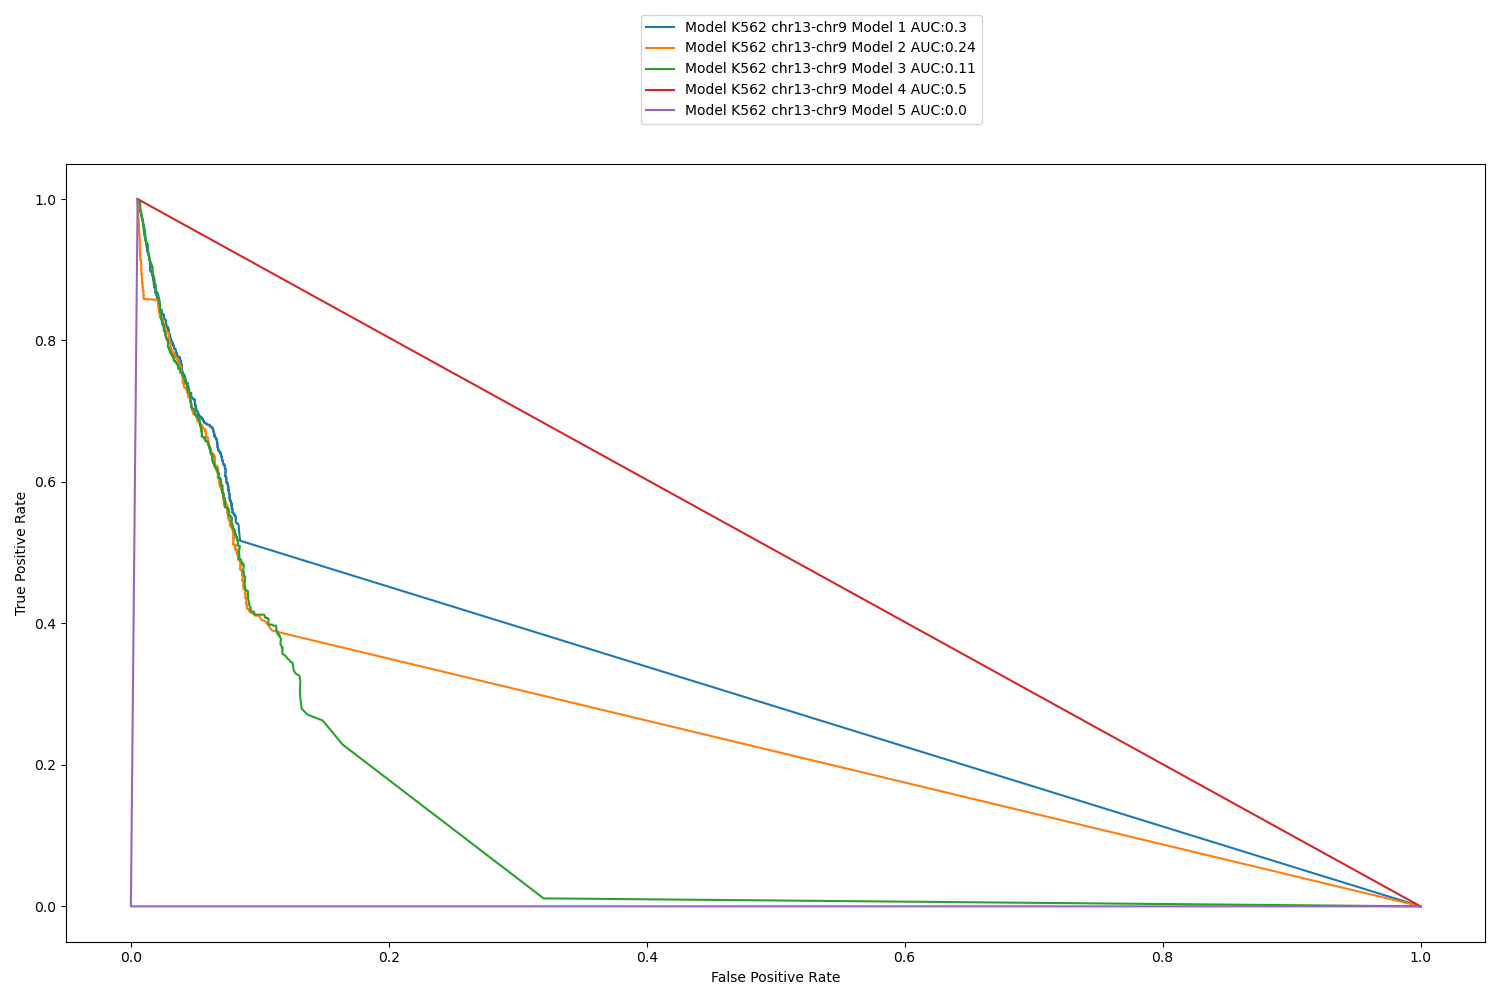 Model K562 chr13-chr9 Model 1 AUC:0.3
Model K562 chr13-chr9 Model 2 AUC:0.24
Model K562 chr13-chr9 Model 3 AUC:0.11
Model K562 chr13-chr9 Model 4 AUC:0.5
Model K562 chr13-chr9 Model 5 AUC:0.0
1.0
0.8
0.6
0.4
0.2
0.0
True Positive Rate
0.0 0.2 0.4 0.6 0.8 1.0
False Positive Rate